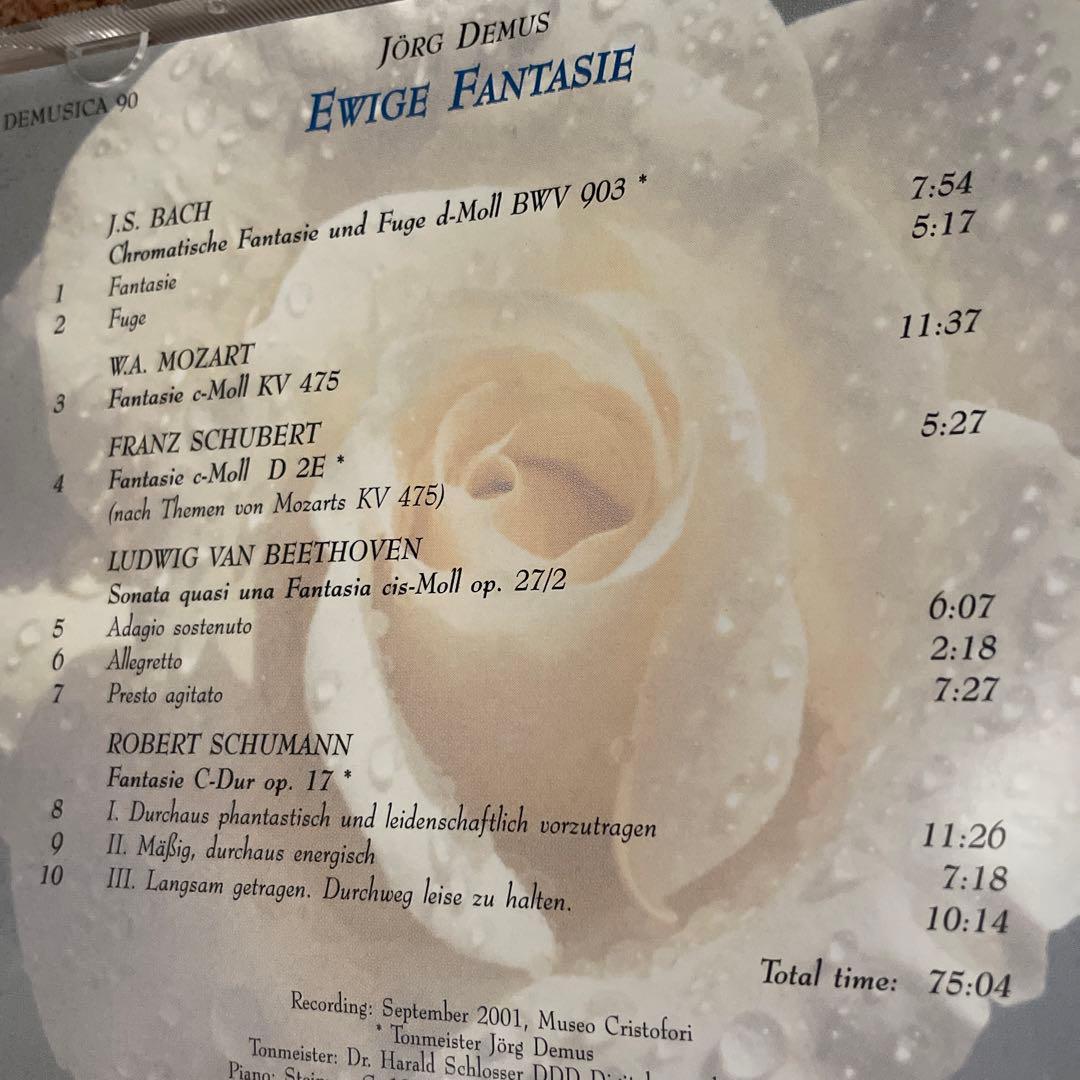 JÖRG DEMUS
EWIGE FANTASIE
DEMUSICA 90
J.S. BACH
Chromatische Fantasie und Fuge d-Moll BWV 903 *
1 Fantasie 7:54
2 Fuge 5:17
W.A. MOZART
3 Fantasie c-Moll KV 475 11:37
FRANZ SCHUBERT
4 Fantasie c-Moll D 2E * 5:27
(nach Themen von Mozarts KV 475)
LUDWIG VAN BEETHOVEN
Sonata quasi una Fantasia cis-Moll op. 27/2
5 Adagio sostenuto 6:07
6 Allegretto 2:18
7 Presto agitato 7:27
ROBERT SCHUMANN
Fantasie C-Dur op. 17 *
8 I. Durchaus phantastisch und leidenschaftlich vorzutragen 11:26
9 II. Mäßig, durchaus energisch 7:18
10 III. Langsam getragen. Durchweg leise zu halten. 10:14
Total time: 75:04
Recording: September 2001, Museo Cristofori
* Tonmeister Jörg Demus
Tonmeister: Dr. Harald Schlosser DDD
Piano: